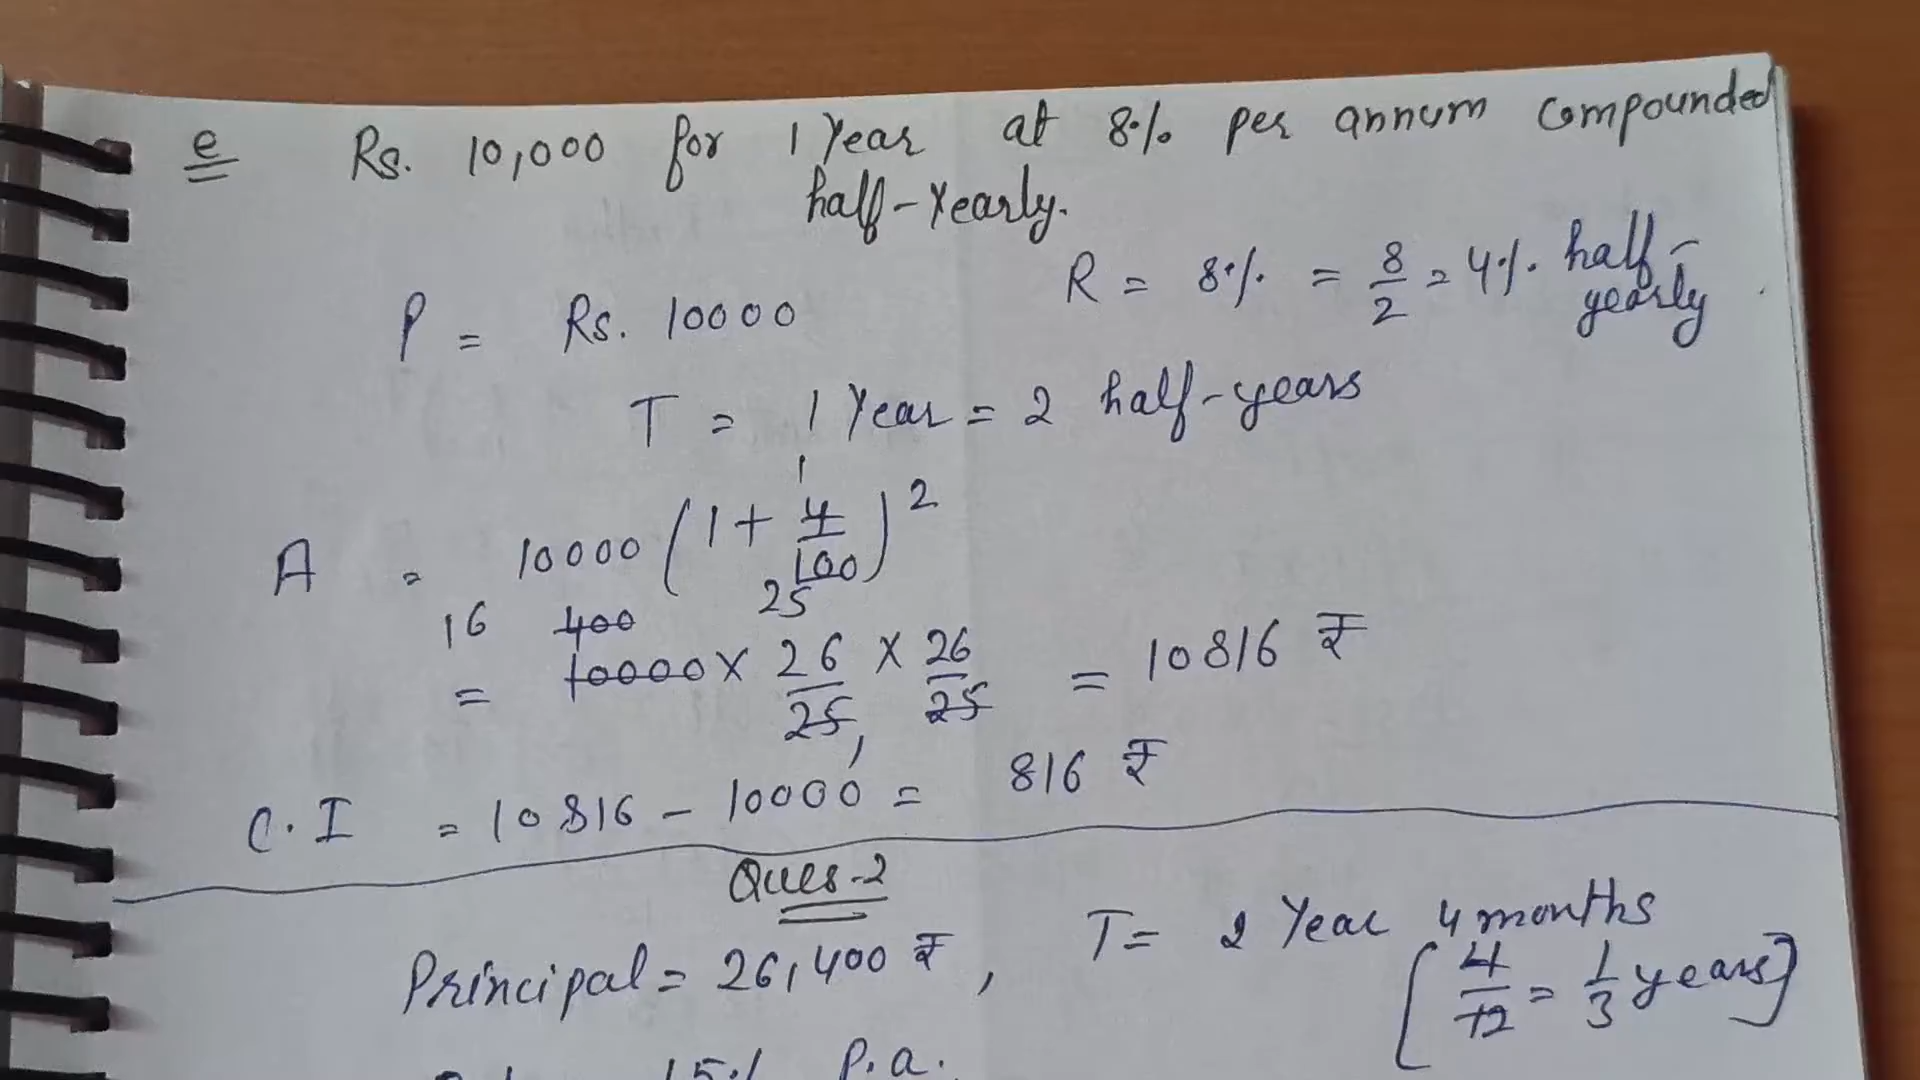 e Rs. 10,000 for 1 Year at 8% per annum compounded
half-Yearly.
P = Rs. 10000 R = 8% = 8/2 = 4% half-yearly
T = 1 Year = 2 half-years
A = 10000 (1 + 4/100)² 1 25
16 400
= 10000 × 26/25 × 26/25 = 10816 ₹
C.I = 10816 - 10000 = 816 ₹
Ques-2
Principal = 26,400 ₹, T = 2 Year 4 months
[4/12 = 1/3 years]
15% P.a.